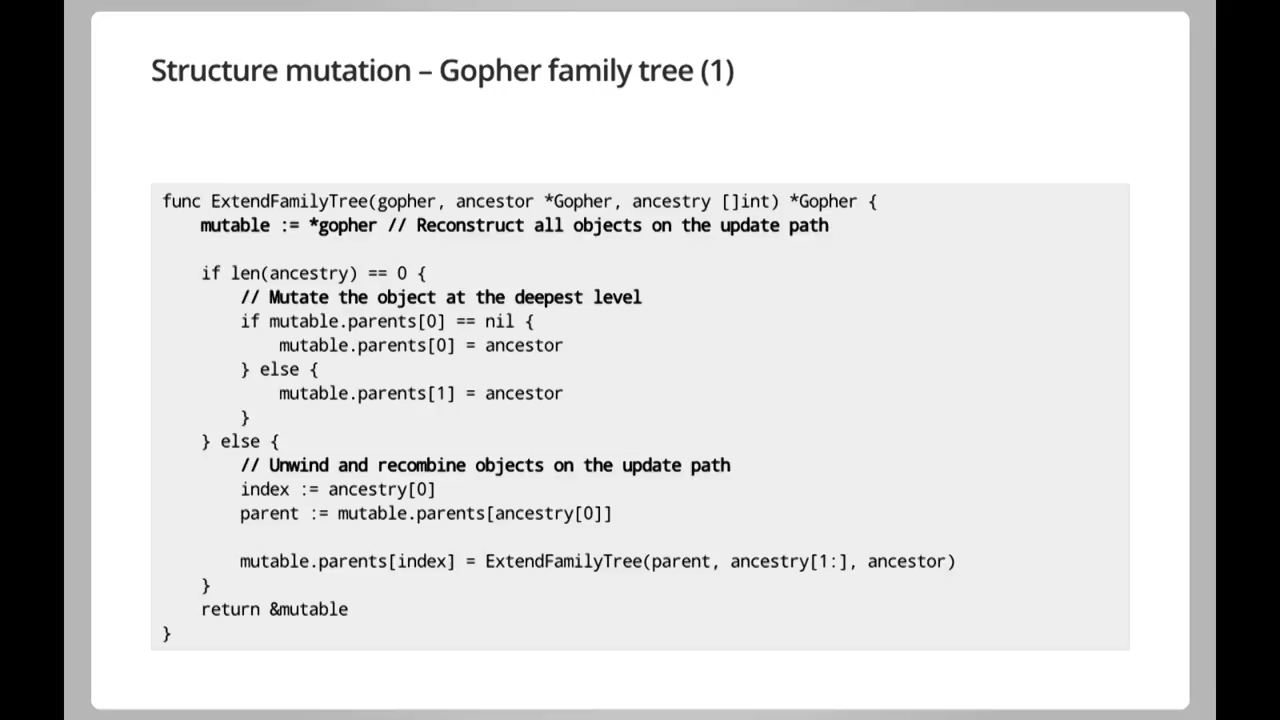 Structure mutation – Gopher family tree (1)
func ExtendFamilyTree(gopher, ancestor *Gopher, ancestry []int) *Gopher {
    mutable := *gopher // Reconstruct all objects on the update path

    if len(ancestry) == 0 {
        // Mutate the object at the deepest level
        if mutable.parents[0] == nil {
            mutable.parents[0] = ancestor
        } else {
            mutable.parents[1] = ancestor
        }
    } else {
        // Unwind and recombine objects on the update path
        index := ancestry[0]
        parent := mutable.parents[ancestry[0]]

        mutable.parents[index] = ExtendFamilyTree(parent, ancestry[1:], ancestor)
    }
    return &mutable
}